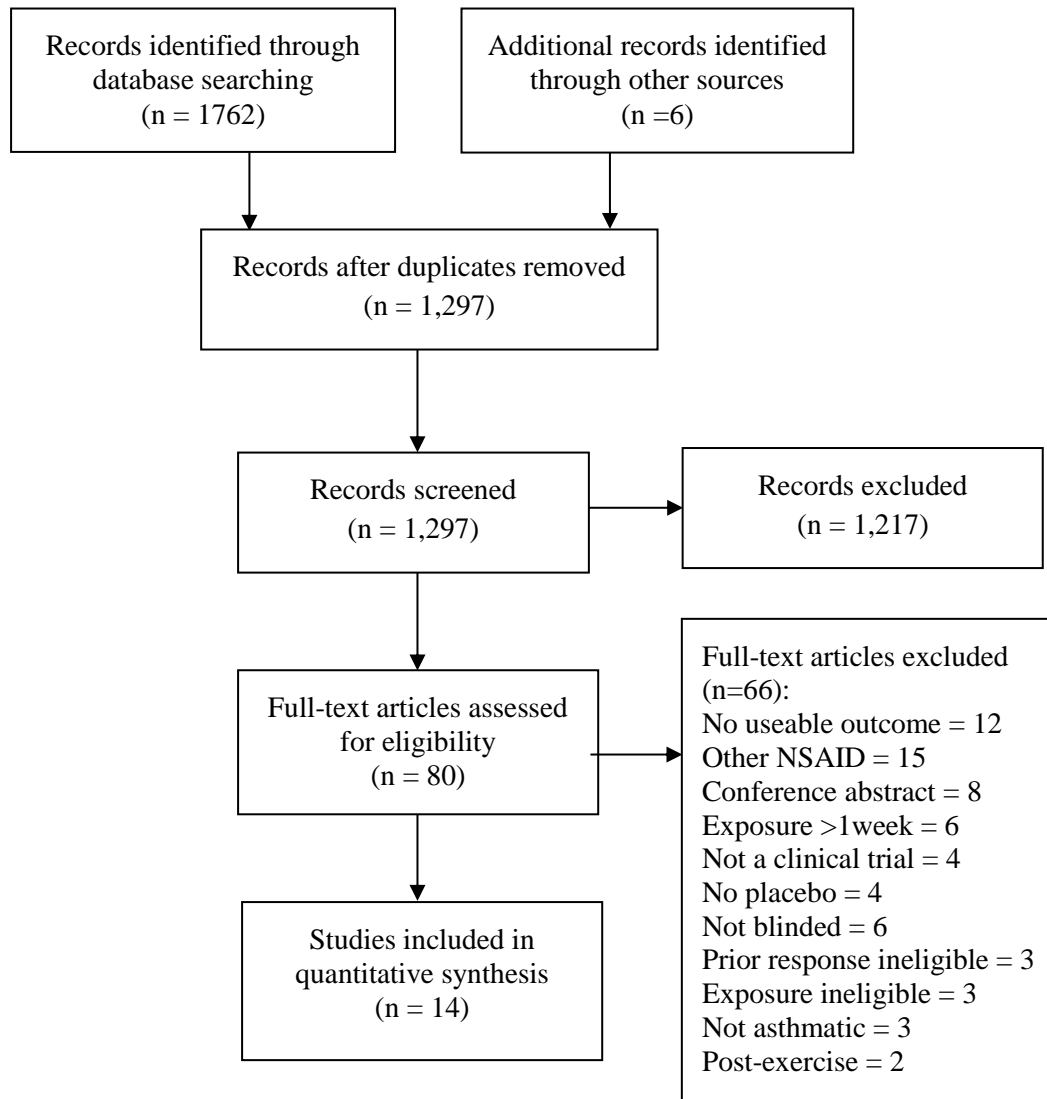 Records identified through
database searching
(n = 1762)
Additional records identified
through other sources
(n =6)
Records after duplicates removed
(n = 1,297)
Records screened
(n = 1,297)
Records excluded
(n = 1,217)
Full-text articles assessed
for eligibility
(n = 80)
Full-text articles excluded
(n=66):
No useable outcome = 12
Other NSAID = 15
Conference abstract = 8
Exposure >1week = 6
Not a clinical trial = 4
No placebo = 4
Not blinded = 6
Prior response ineligible = 3
Exposure ineligible = 3
Not asthmatic = 3
Post-exercise = 2
Studies included in
quantitative synthesis
(n = 14)